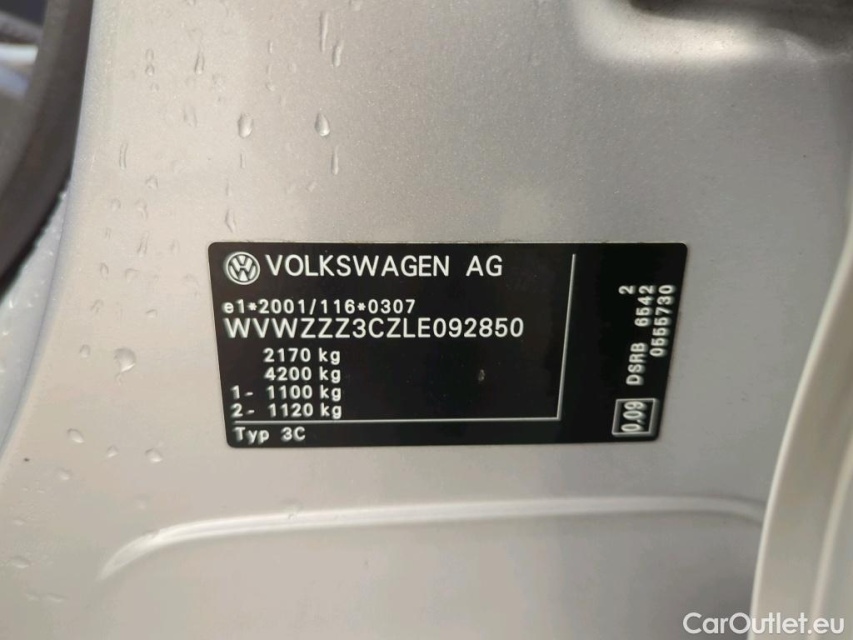 VOLKSWAGEN AG
e1*2001/116*0307
WVWZZZ3CZLE092850
2170 kg
4200 kg
1- 1100 kg
2- 1120 kg
Typ 3C
2
DSRB 6542
0555730
0.09
CarOutlet.eu